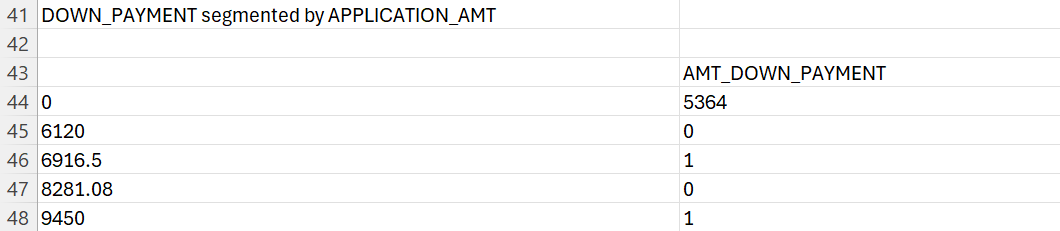 41 DOWN_PAYMENT segmented by APPLICATION_AMT
42
43 AMT_DOWN_PAYMENT
44 0 5364
45 6120 0
46 6916.5 1
47 8281.08 0
48 9450 1